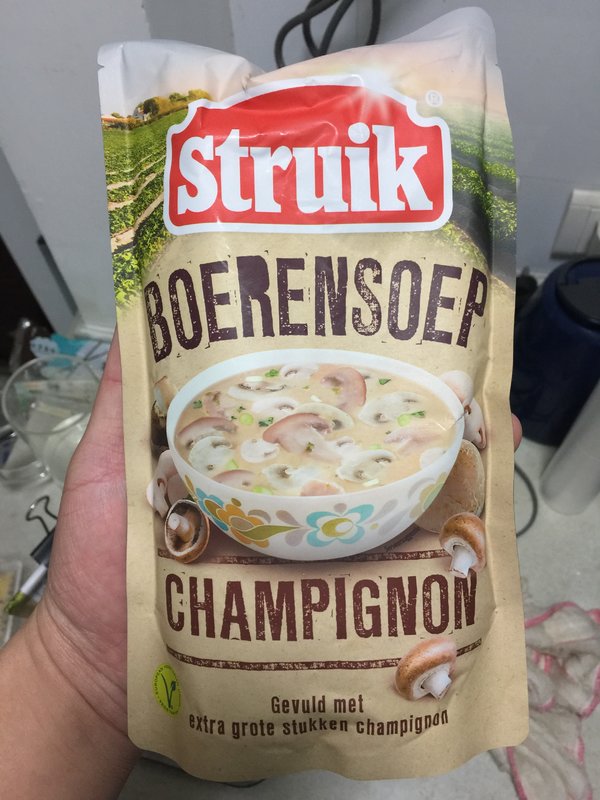 struik
®
BOERENSOEP
CHAMPIGNON
Gevuld met
extra grote stukken champignon